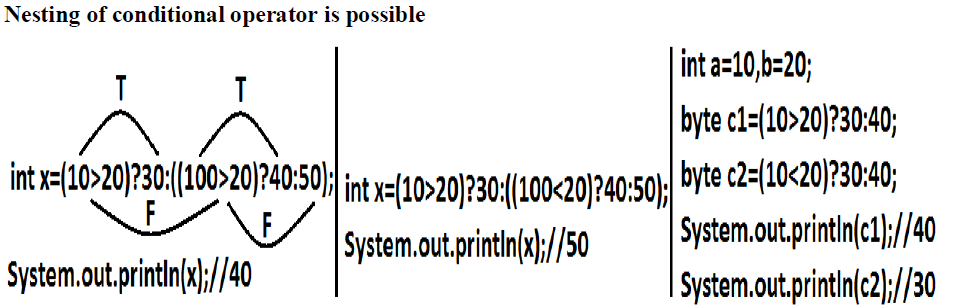 Nesting of conditional operator is possible
T T
int x=(10>20)?30:((100>20)?40:50);
F F
System.out.println(x);//40
int x=(10>20)?30:((100<20)?40:50);
System.out.println(x);//50
int a=10,b=20;
byte c1=(10>20)?30:40;
byte c2=(10<20)?30:40;
System.out.println(c1);//40
System.out.println(c2);//30